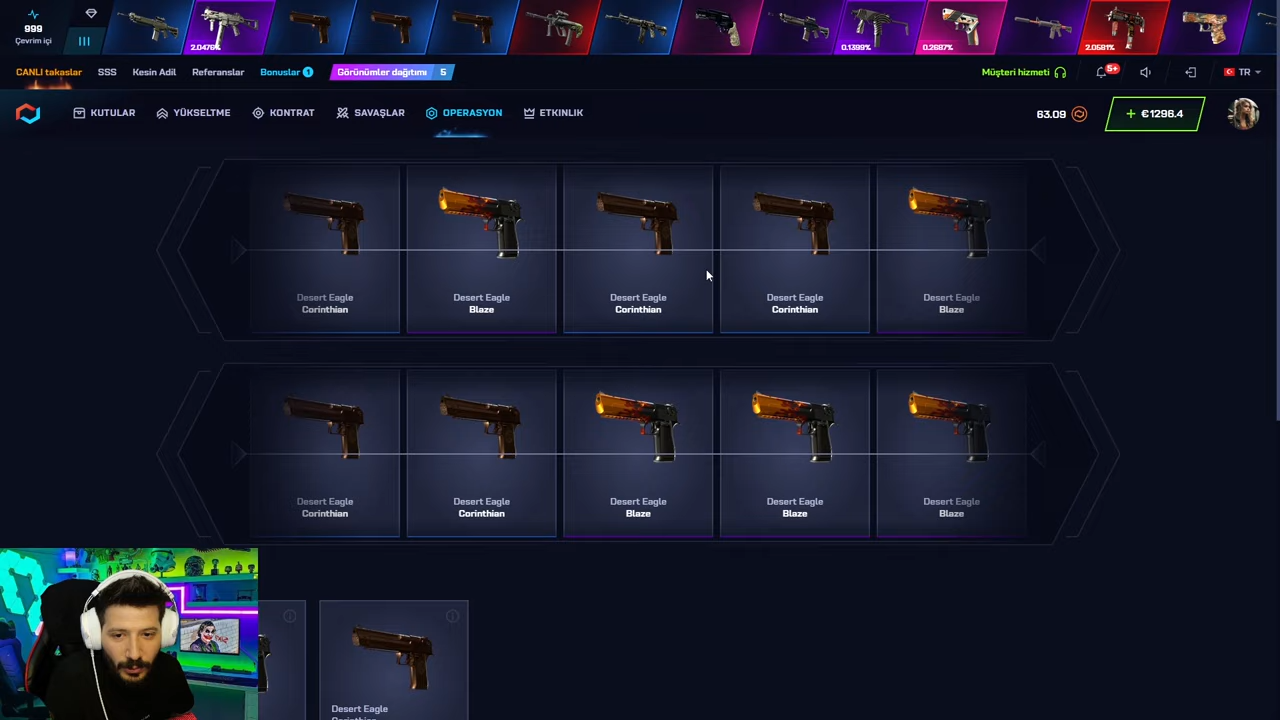 999
Çevrim içi
2.0476%
0.1399%
0.2687%
2.0581%
CANLI takaslar
SSS
Kesin Adil
Referanslar
Bonuslar 1
Görünümler dağıtımı 5
Müşteri hizmeti
5+
TR
KUTULAR
YÜKSELTME
KONTRAT
SAVAŞLAR
OPERASYON
ETKINLIK
63.09
+ €1296.4
Desert Eagle
Corinthian
Desert Eagle
Blaze
Desert Eagle
Corinthian
Desert Eagle
Corinthian
Desert Eagle
Blaze
Desert Eagle
Corinthian
Desert Eagle
Corinthian
Desert Eagle
Blaze
Desert Eagle
Blaze
Desert Eagle
Blaze
Desert Eagle
Corinthian